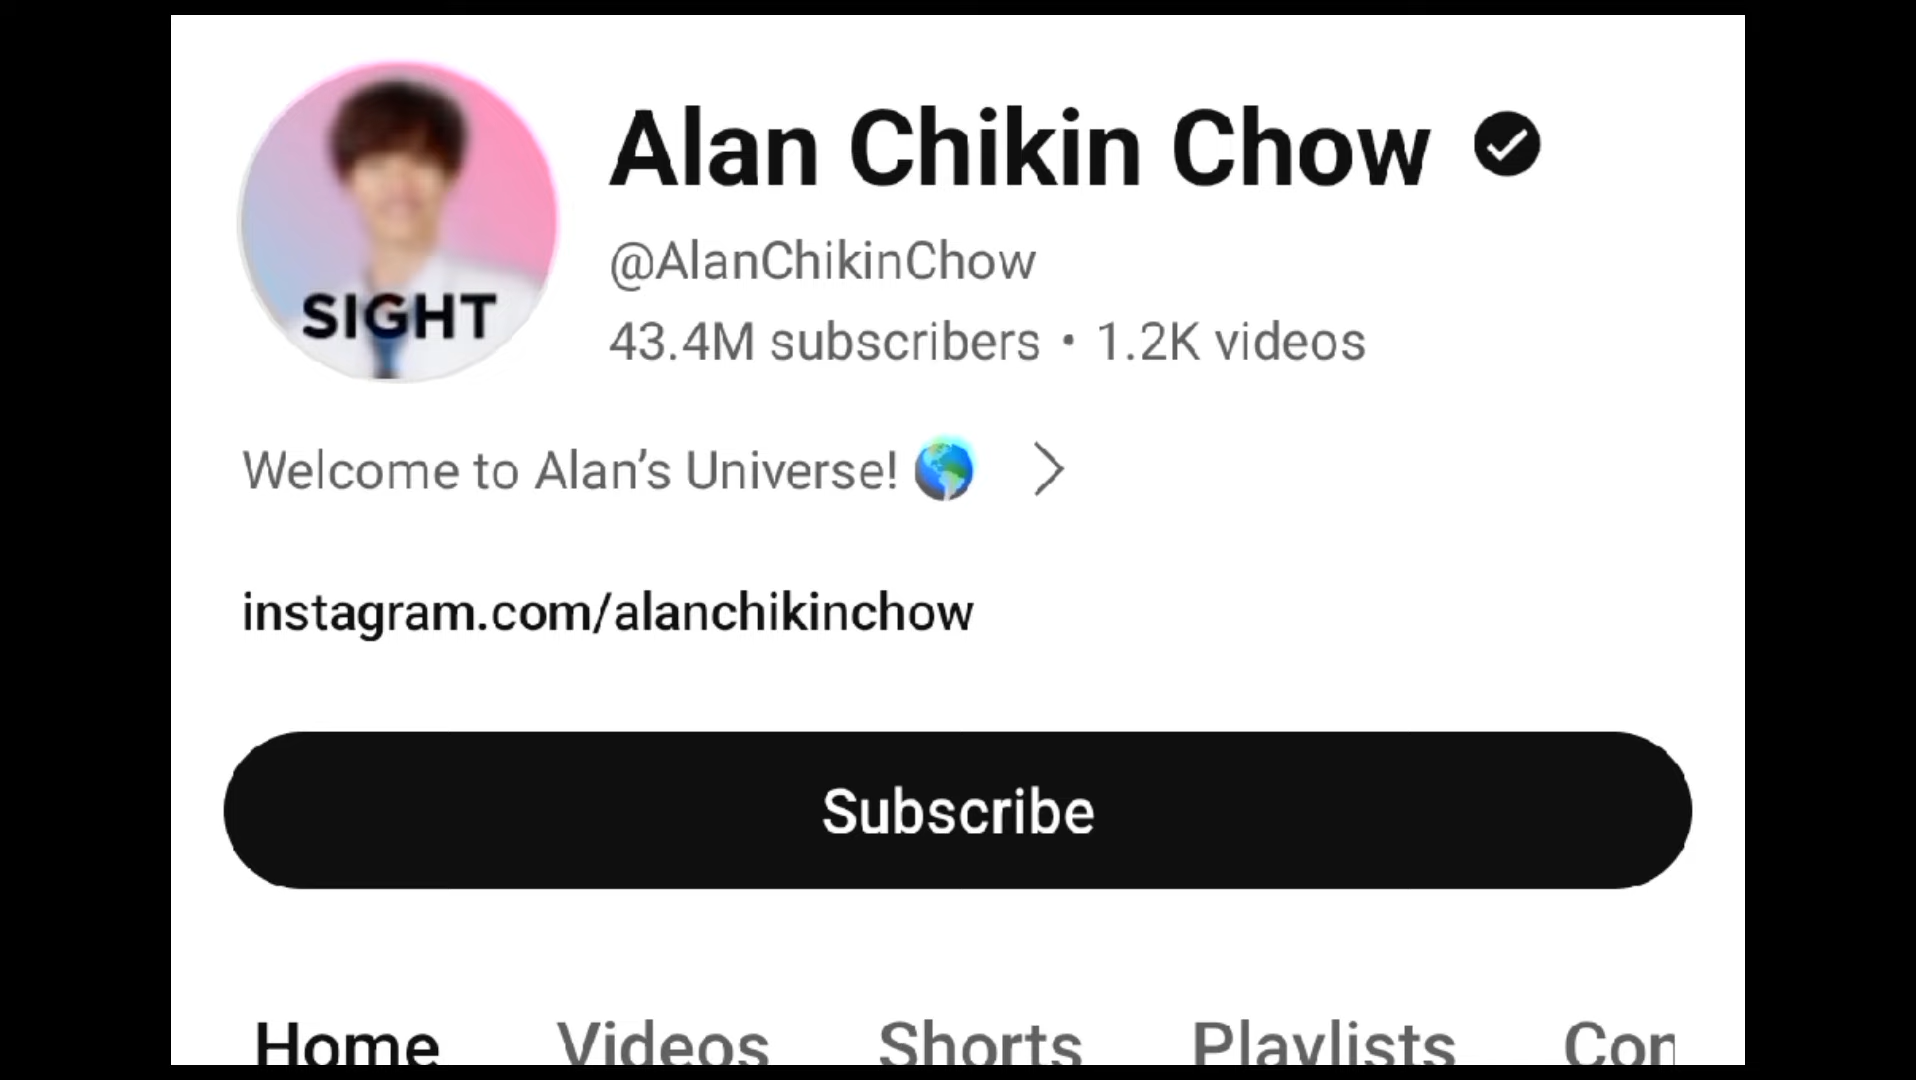 Alan Chikin Chow
@AlanChikinChow
43.4M subscribers • 1.2K videos
SIGHT
Welcome to Alan’s Universe! 🌎 >
instagram.com/alanchikinchow
Subscribe
Home Videos Shorts Playlists